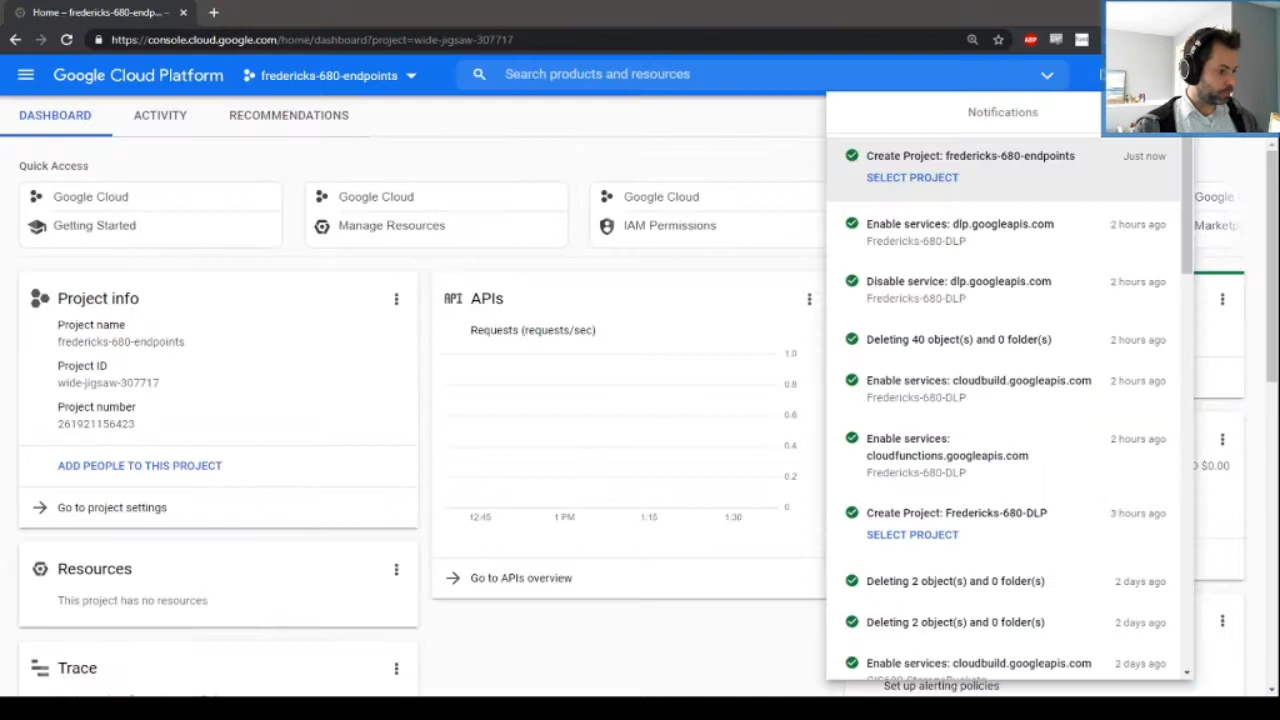 Home – fredericks-680-endp...
https://console.cloud.google.com/home/dashboard?project=wide-jigsaw-307717
ABP
Google Cloud Platform
fredericks-680-endpoints
Search products and resources
DASHBOARD
ACTIVITY
RECOMMENDATIONS
Quick Access
Google Cloud
Getting Started
Google Cloud
Manage Resources
Google Cloud
IAM Permissions
Google
Marketp
Project info
Project name
fredericks-680-endpoints
Project ID
wide-jigsaw-307717
Project number
261921156423
ADD PEOPLE TO THIS PROJECT
Go to project settings
Resources
This project has no resources
Trace
API APIs
Requests (requests/sec)
1.0
0.8
0.6
0.4
0.2
0
12:45
1 PM
1:15
1:30
Go to APIs overview
Notifications
Create Project: fredericks-680-endpoints
Just now
SELECT PROJECT
Enable services: dlp.googleapis.com
2 hours ago
Fredericks-680-DLP
Disable service: dlp.googleapis.com
2 hours ago
Fredericks-680-DLP
Deleting 40 object(s) and 0 folder(s)
2 hours ago
Enable services: cloudbuild.googleapis.com
2 hours ago
Fredericks-680-DLP
Enable services:
2 hours ago
cloudfunctions.googleapis.com
Fredericks-680-DLP
Create Project: Fredericks-680-DLP
3 hours ago
SELECT PROJECT
Deleting 2 object(s) and 0 folder(s)
2 days ago
Deleting 2 object(s) and 0 folder(s)
2 days ago
Enable services: cloudbuild.googleapis.com
2 days ago
Set up alerting policies
$0.00